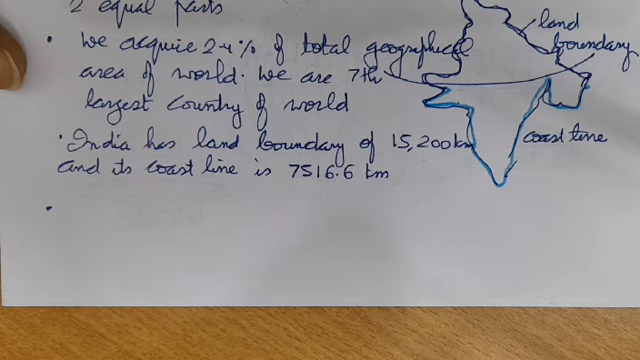 2 equal parts
land
boundary
• We acquire 2.4% of total geographical
area of world. We are 7th
largest country of world
• India has land boundary of 15,200 km
coast line
and its coast line is 7516.6 km
•